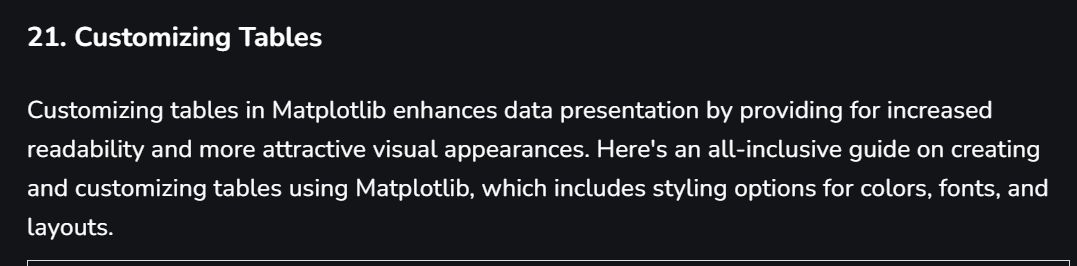 21. Customizing Tables
Customizing tables in Matplotlib enhances data presentation by providing for increased
readability and more attractive visual appearances. Here's an all-inclusive guide on creating
and customizing tables using Matplotlib, which includes styling options for colors, fonts, and
layouts.